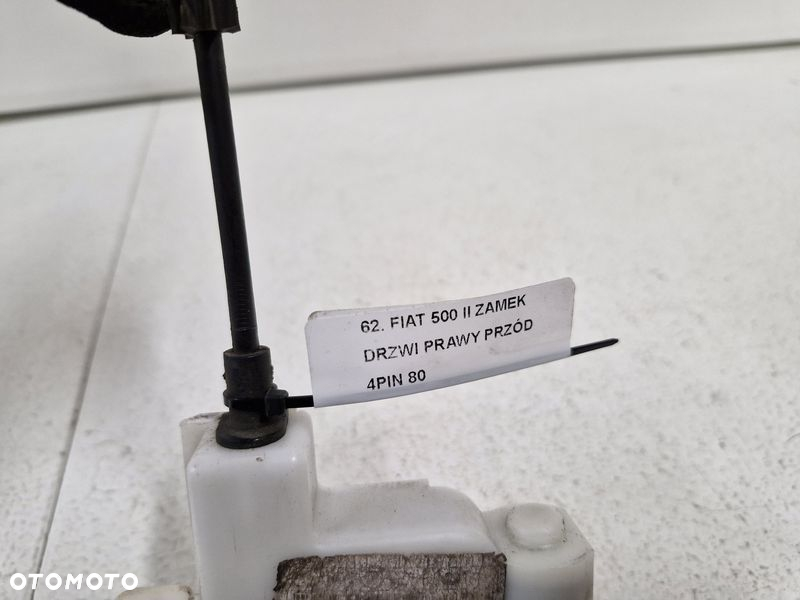 62. FIAT 500 II ZAMEK
DRZWI PRAWY PRZÓD
4PIN 80
OTOMOTO